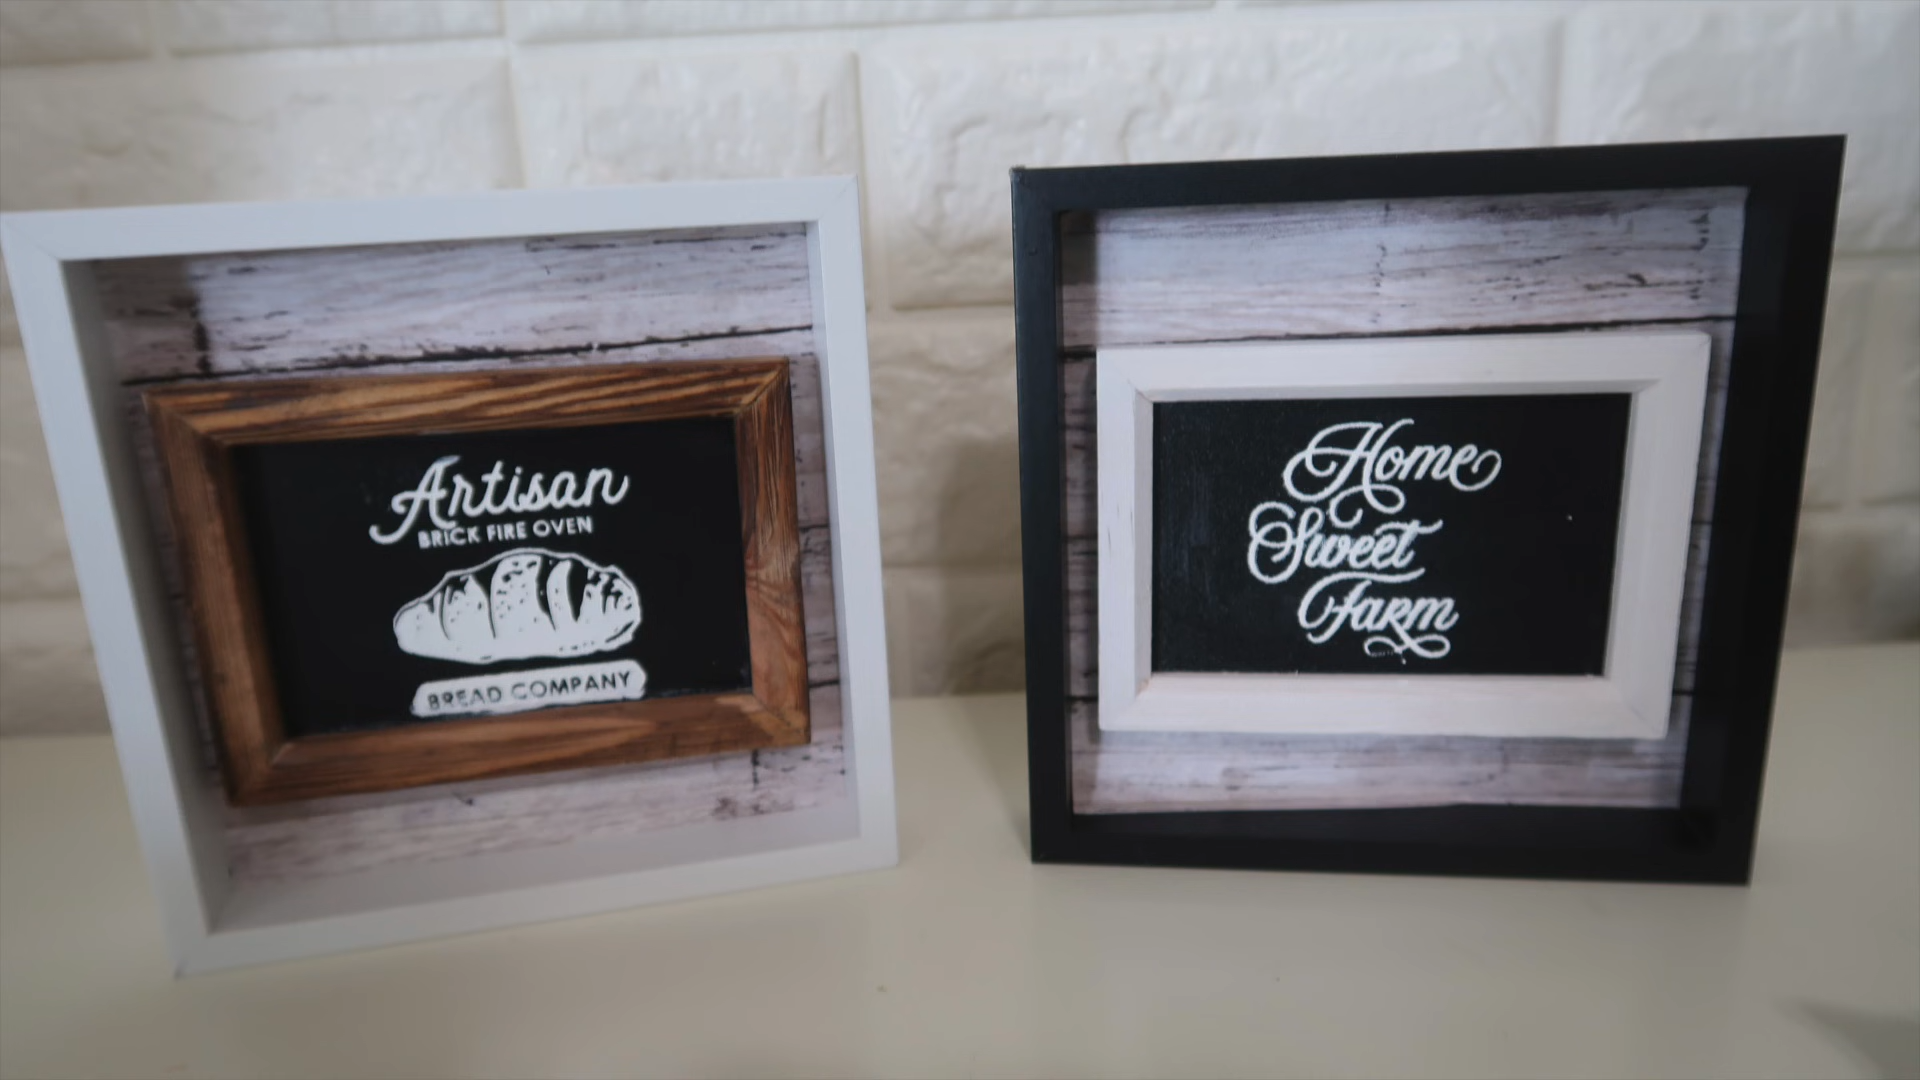 Artisan
BRICK FIRE OVEN
BREAD COMPANY
Home
Sweet
Farm